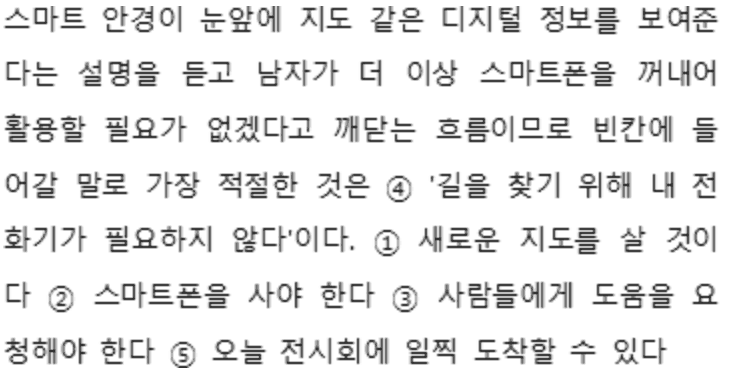 스마트 안경이 눈앞에 지도 같은 디지털 정보를 보여준
다는 설명을 듣고 남자가 더 이상 스마트폰을 꺼내어
활용할 필요가 없겠다고 깨닫는 흐름이므로 빈칸에 들
어갈 말로 가장 적절한 것은 ④ '길을 찾기 위해 내 전
화기가 필요하지 않다'이다. ① 새로운 지도를 살 것이
다 ② 스마트폰을 사야 한다 ③ 사람들에게 도움을 요
청해야 한다 ⑤ 오늘 전시회에 일찍 도착할 수 있다